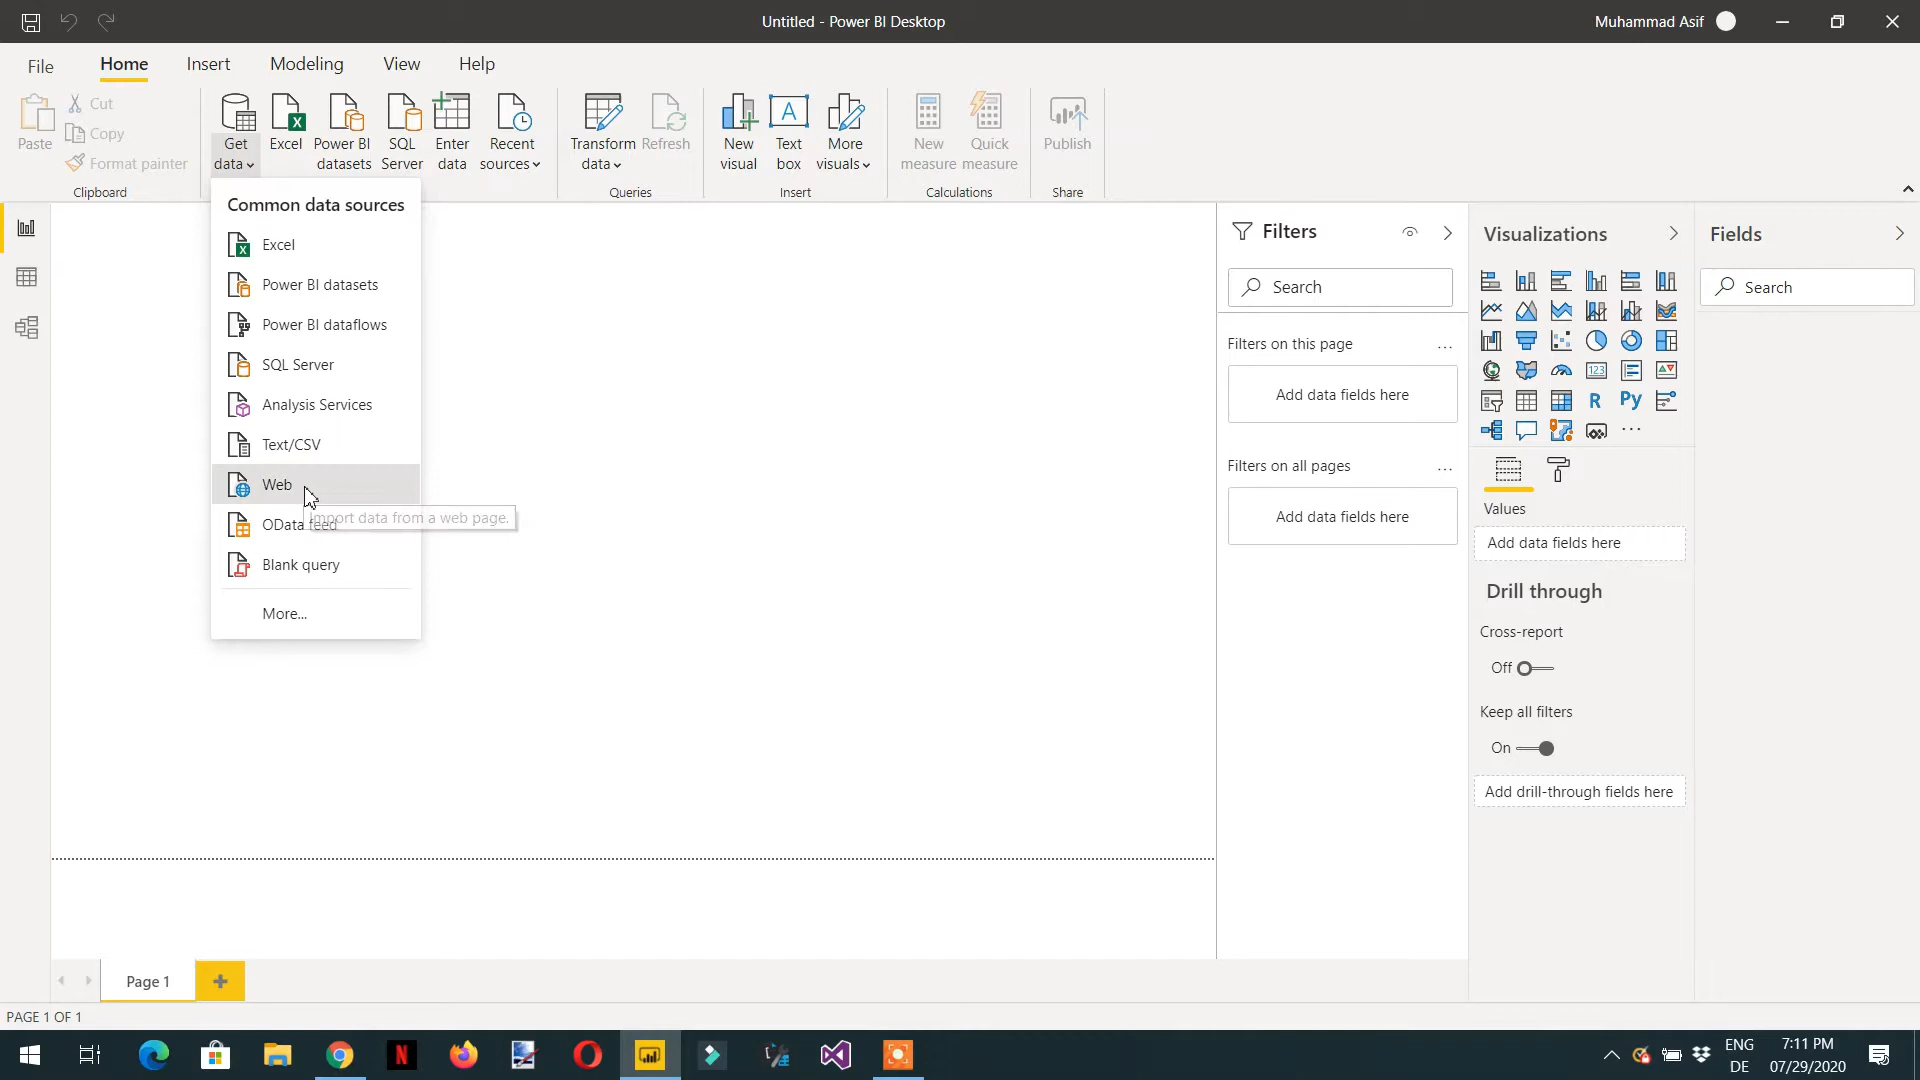 Untitled - Power BI Desktop
Muhammad Asif
File
Home
Insert
Modeling
View
Help
Paste
Cut
Copy
Format painter
Clipboard
Get
data
Excel
Power BI
datasets
SQL
Server
Enter
data
Recent
sources
Transform
data
Refresh
Queries
New
visual
Text
box
More
visuals
Insert
New
measure
Quick
measure
Calculations
Publish
Share
Common data sources
Excel
Power BI datasets
Power BI dataflows
SQL Server
Analysis Services
Text/CSV
Web
Import data from a web page.
OData feed
Blank query
More...
Filters
Search
Filters on this page
...
Add data fields here
Filters on all pages
...
Add data fields here
Visualizations
123
R
Py
...
Values
Add data fields here
Drill through
Cross-report
Off
Keep all filters
On
Add drill-through fields here
Fields
Search
Page 1
PAGE 1 OF 1
ENG
DE
7:11 PM
07/29/2020